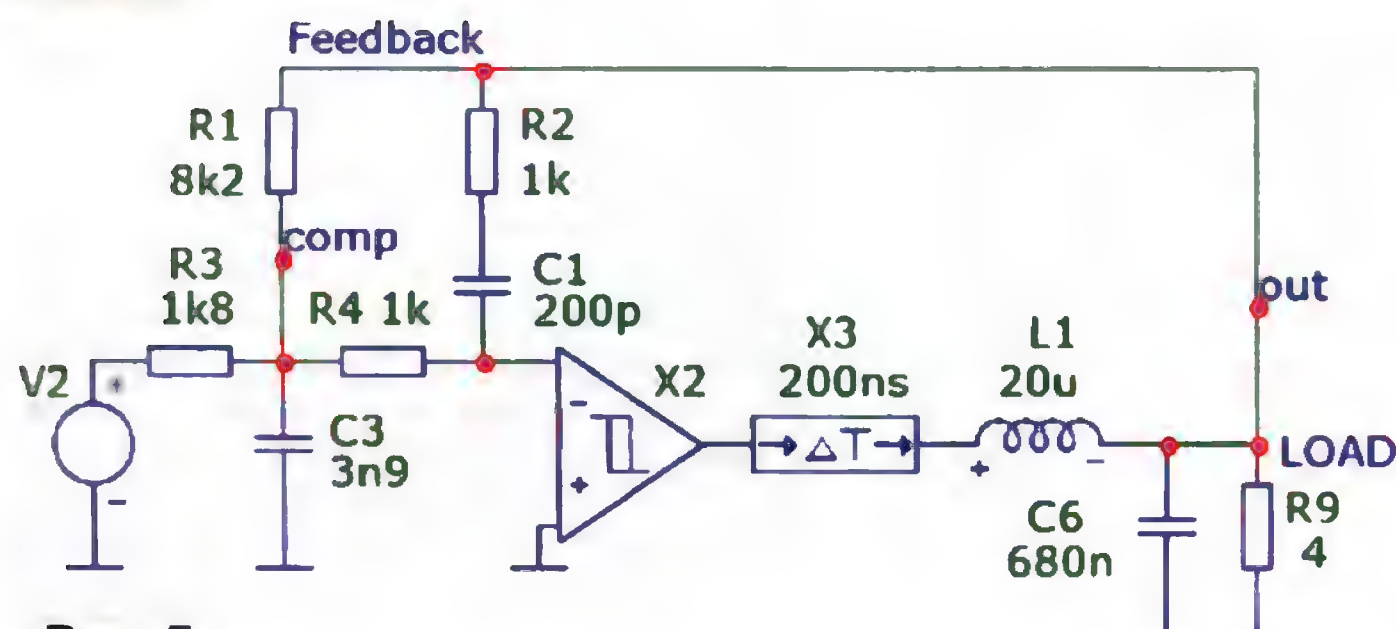 Feedback
R1
8k2
R2
1k
comp
R3
1k8
R4 1k
C1
200p
out
V2
+
-
C3
3n9
-
+
X2
X3
200ns
ΔT
L1
20u
+
-
LOAD
C6
680n
R9
4